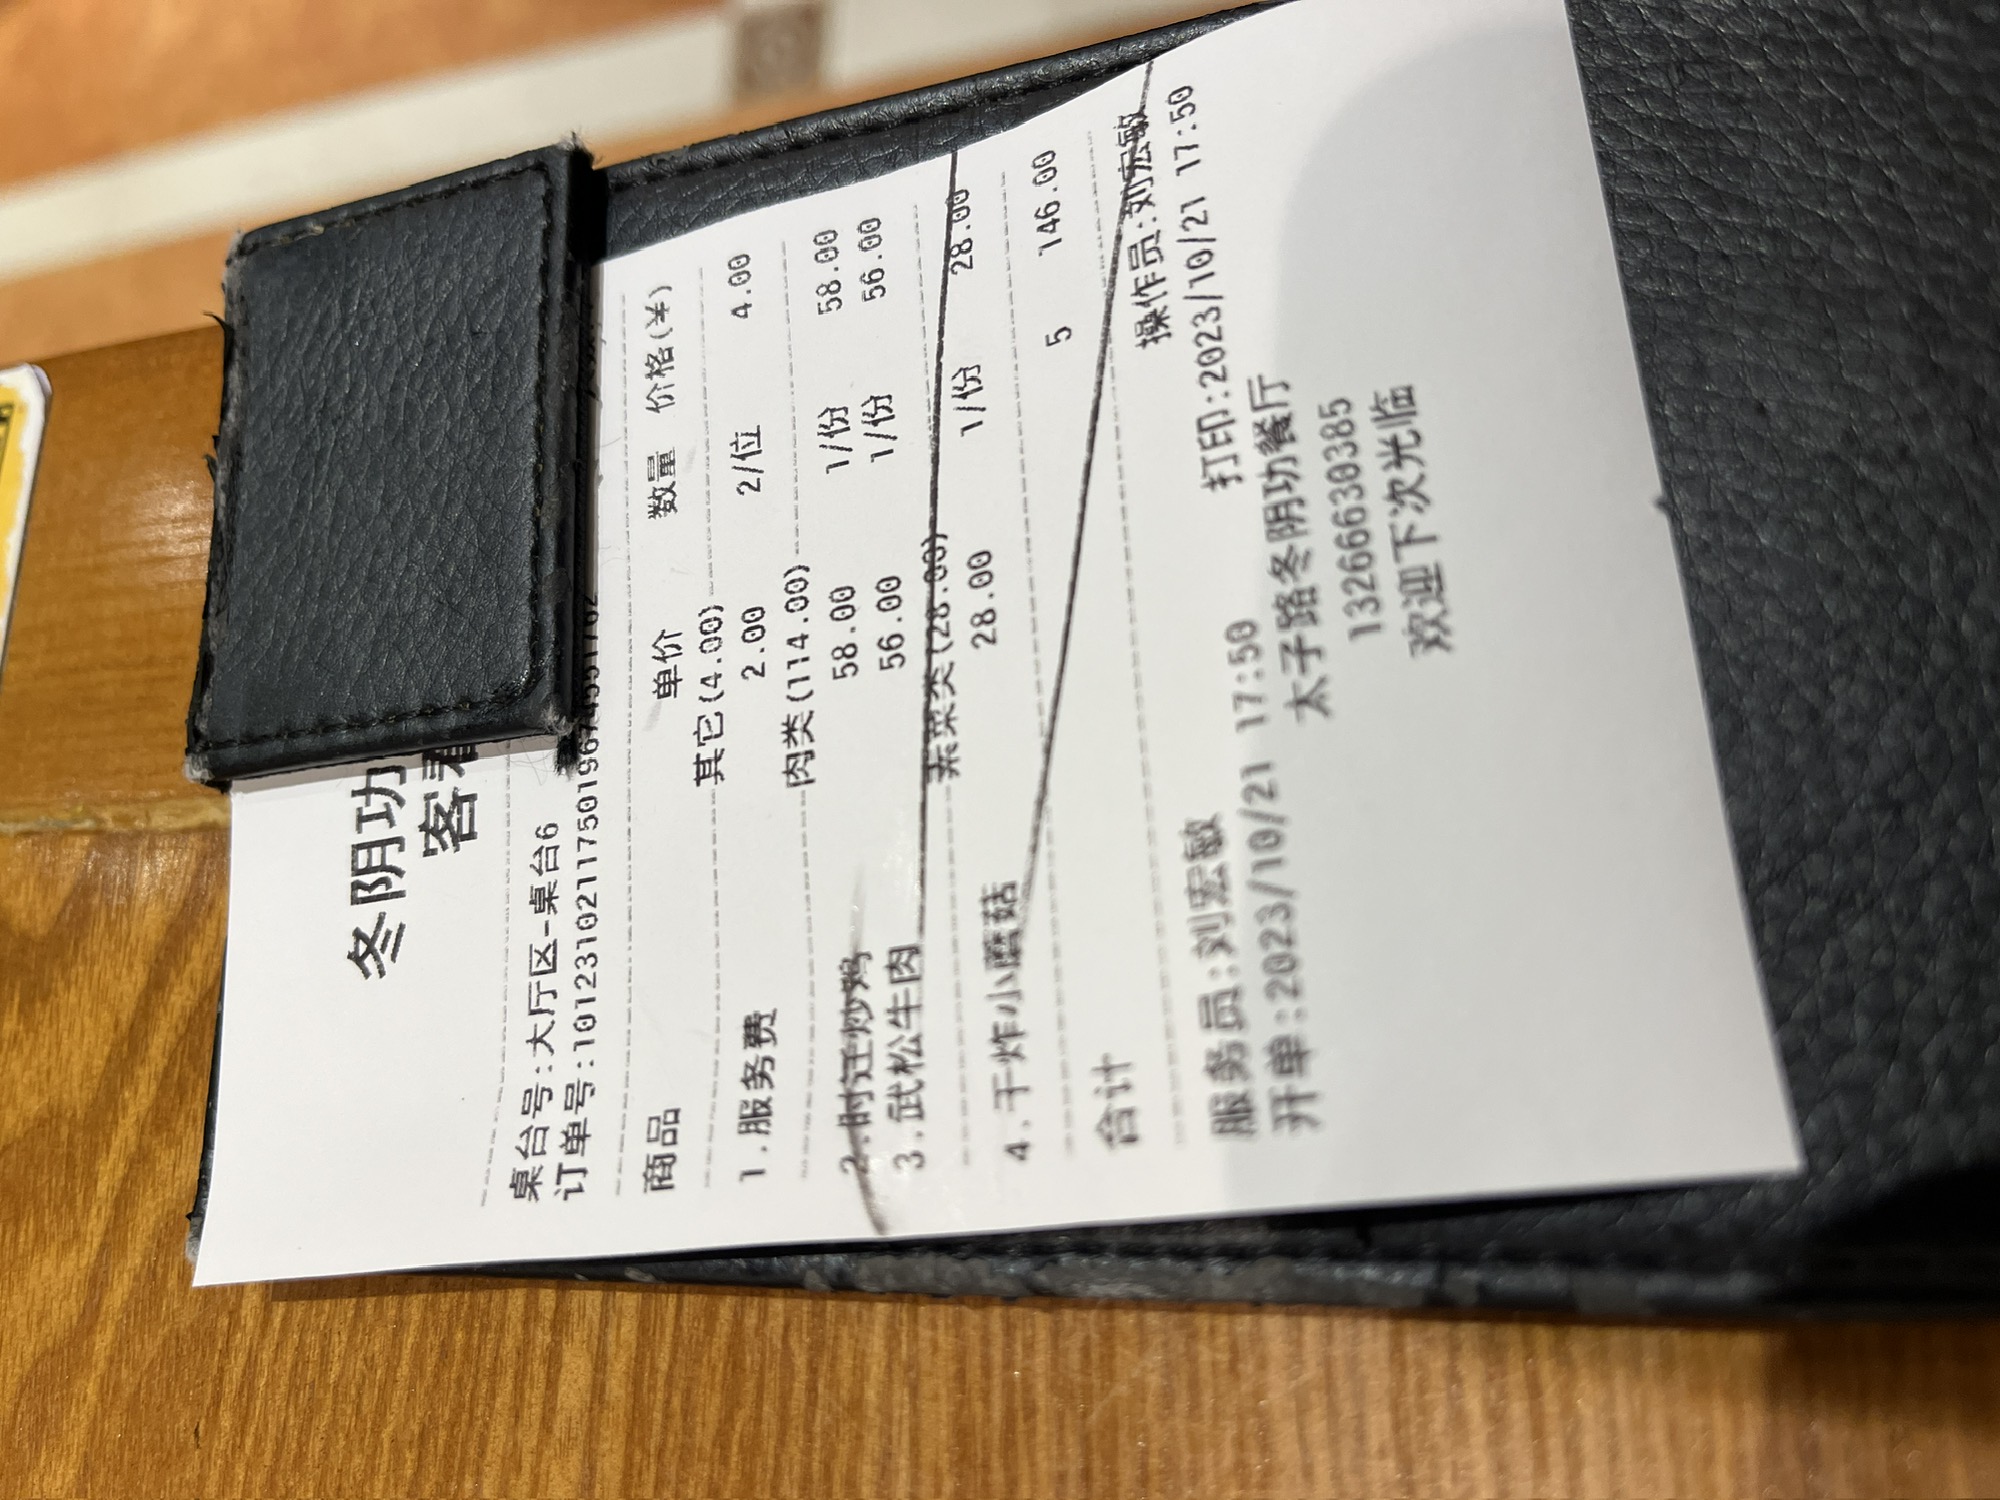 冬阴功
客看
桌台号:大厅区-桌台6
订单号:101231021175019674551762
商品 单价 数量 价格(¥)
其它(4.00)
1.服务费 2.00 2/位 4.00
肉类(114.00)
2.时迁炒鸡 58.00 1/份 58.00
3.武松牛肉 56.00 1/份 56.00
素菜类(28.00)
4.干炸小蘑菇 28.00 1/份 28.00
合计 5 146.00
服务员:刘宏敏 操作员:刘宏敏
开单:2023/10/21 17:50 打印:2023/10/21 17:50
太子路冬阴功餐厅
13266630385
欢迎下次光临